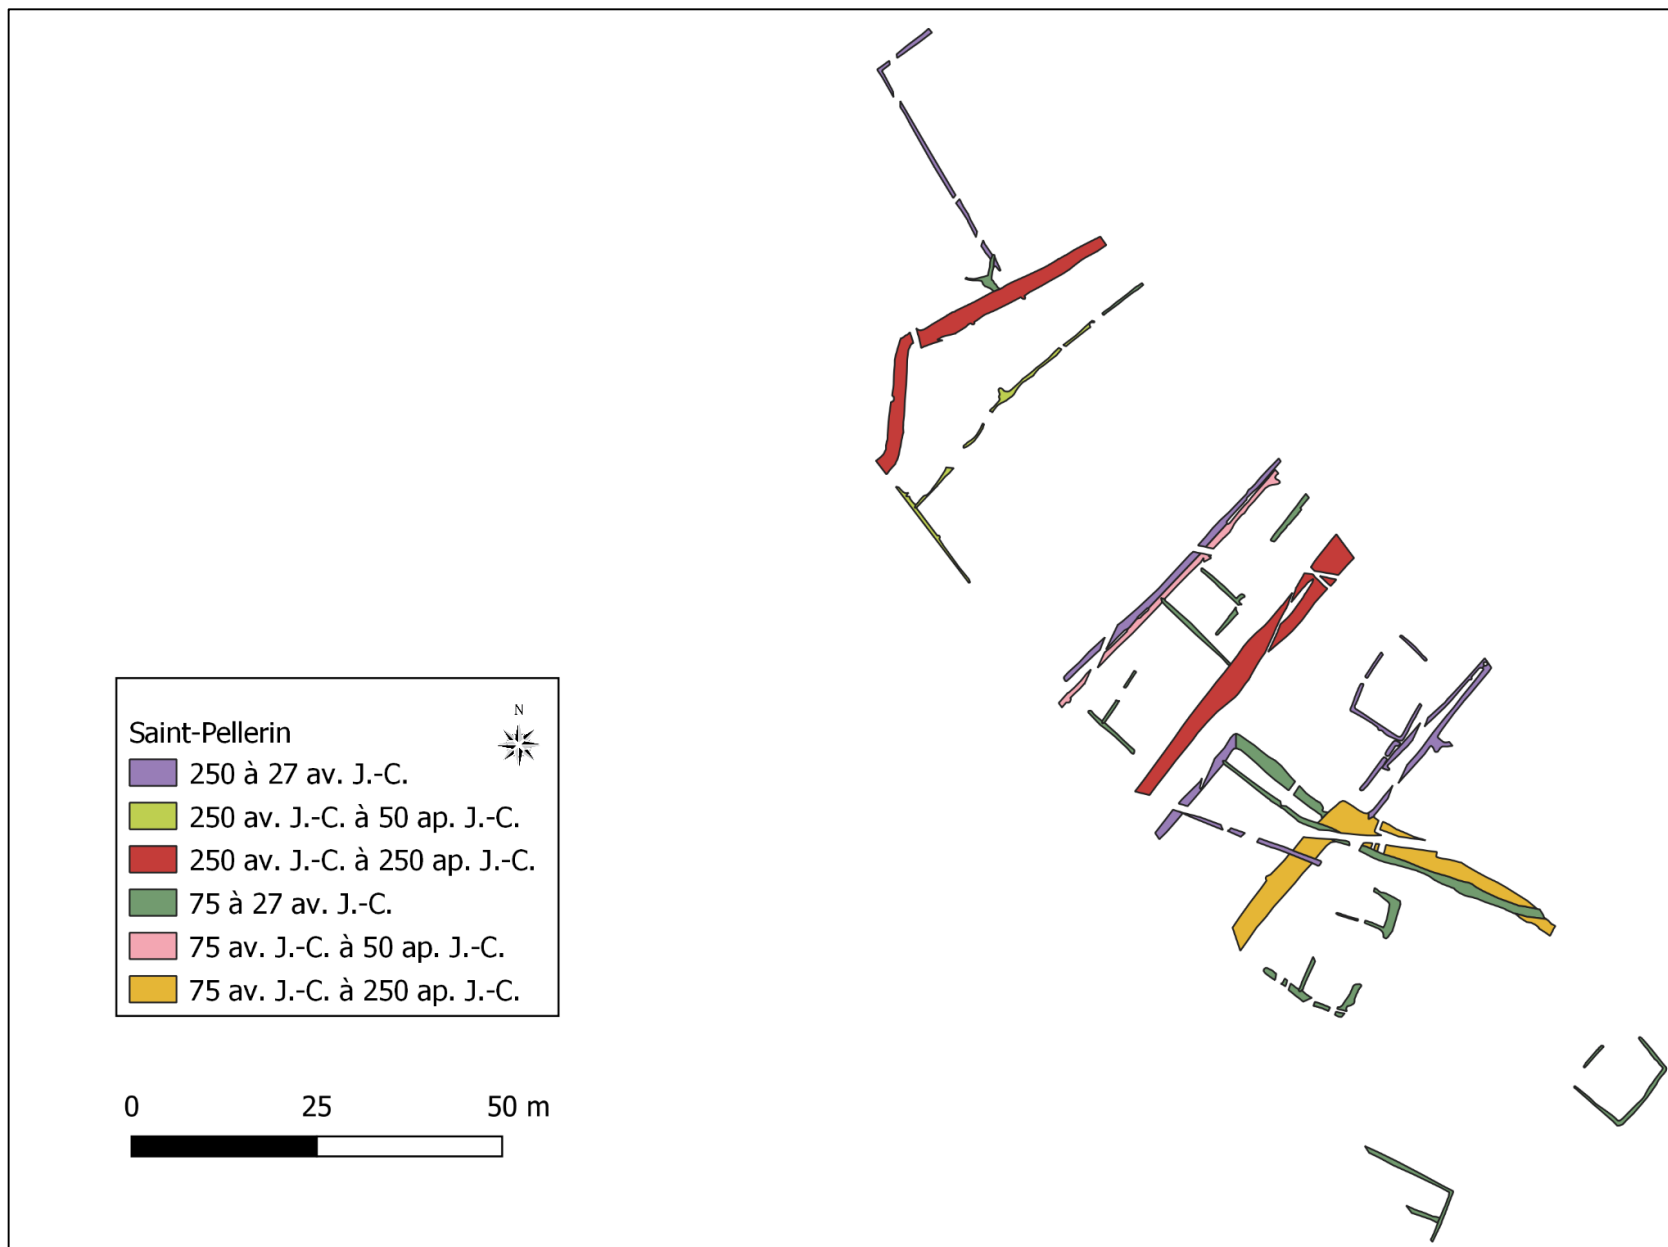 N
Saint-Pellerin
250 à 27 av. J.-C.
250 av. J.-C. à 50 ap. J.-C.
250 av. J.-C. à 250 ap. J.-C.
75 à 27 av. J.-C.
75 av. J.-C. à 50 ap. J.-C.
75 av. J.-C. à 250 ap. J.-C.
0 25 50 m